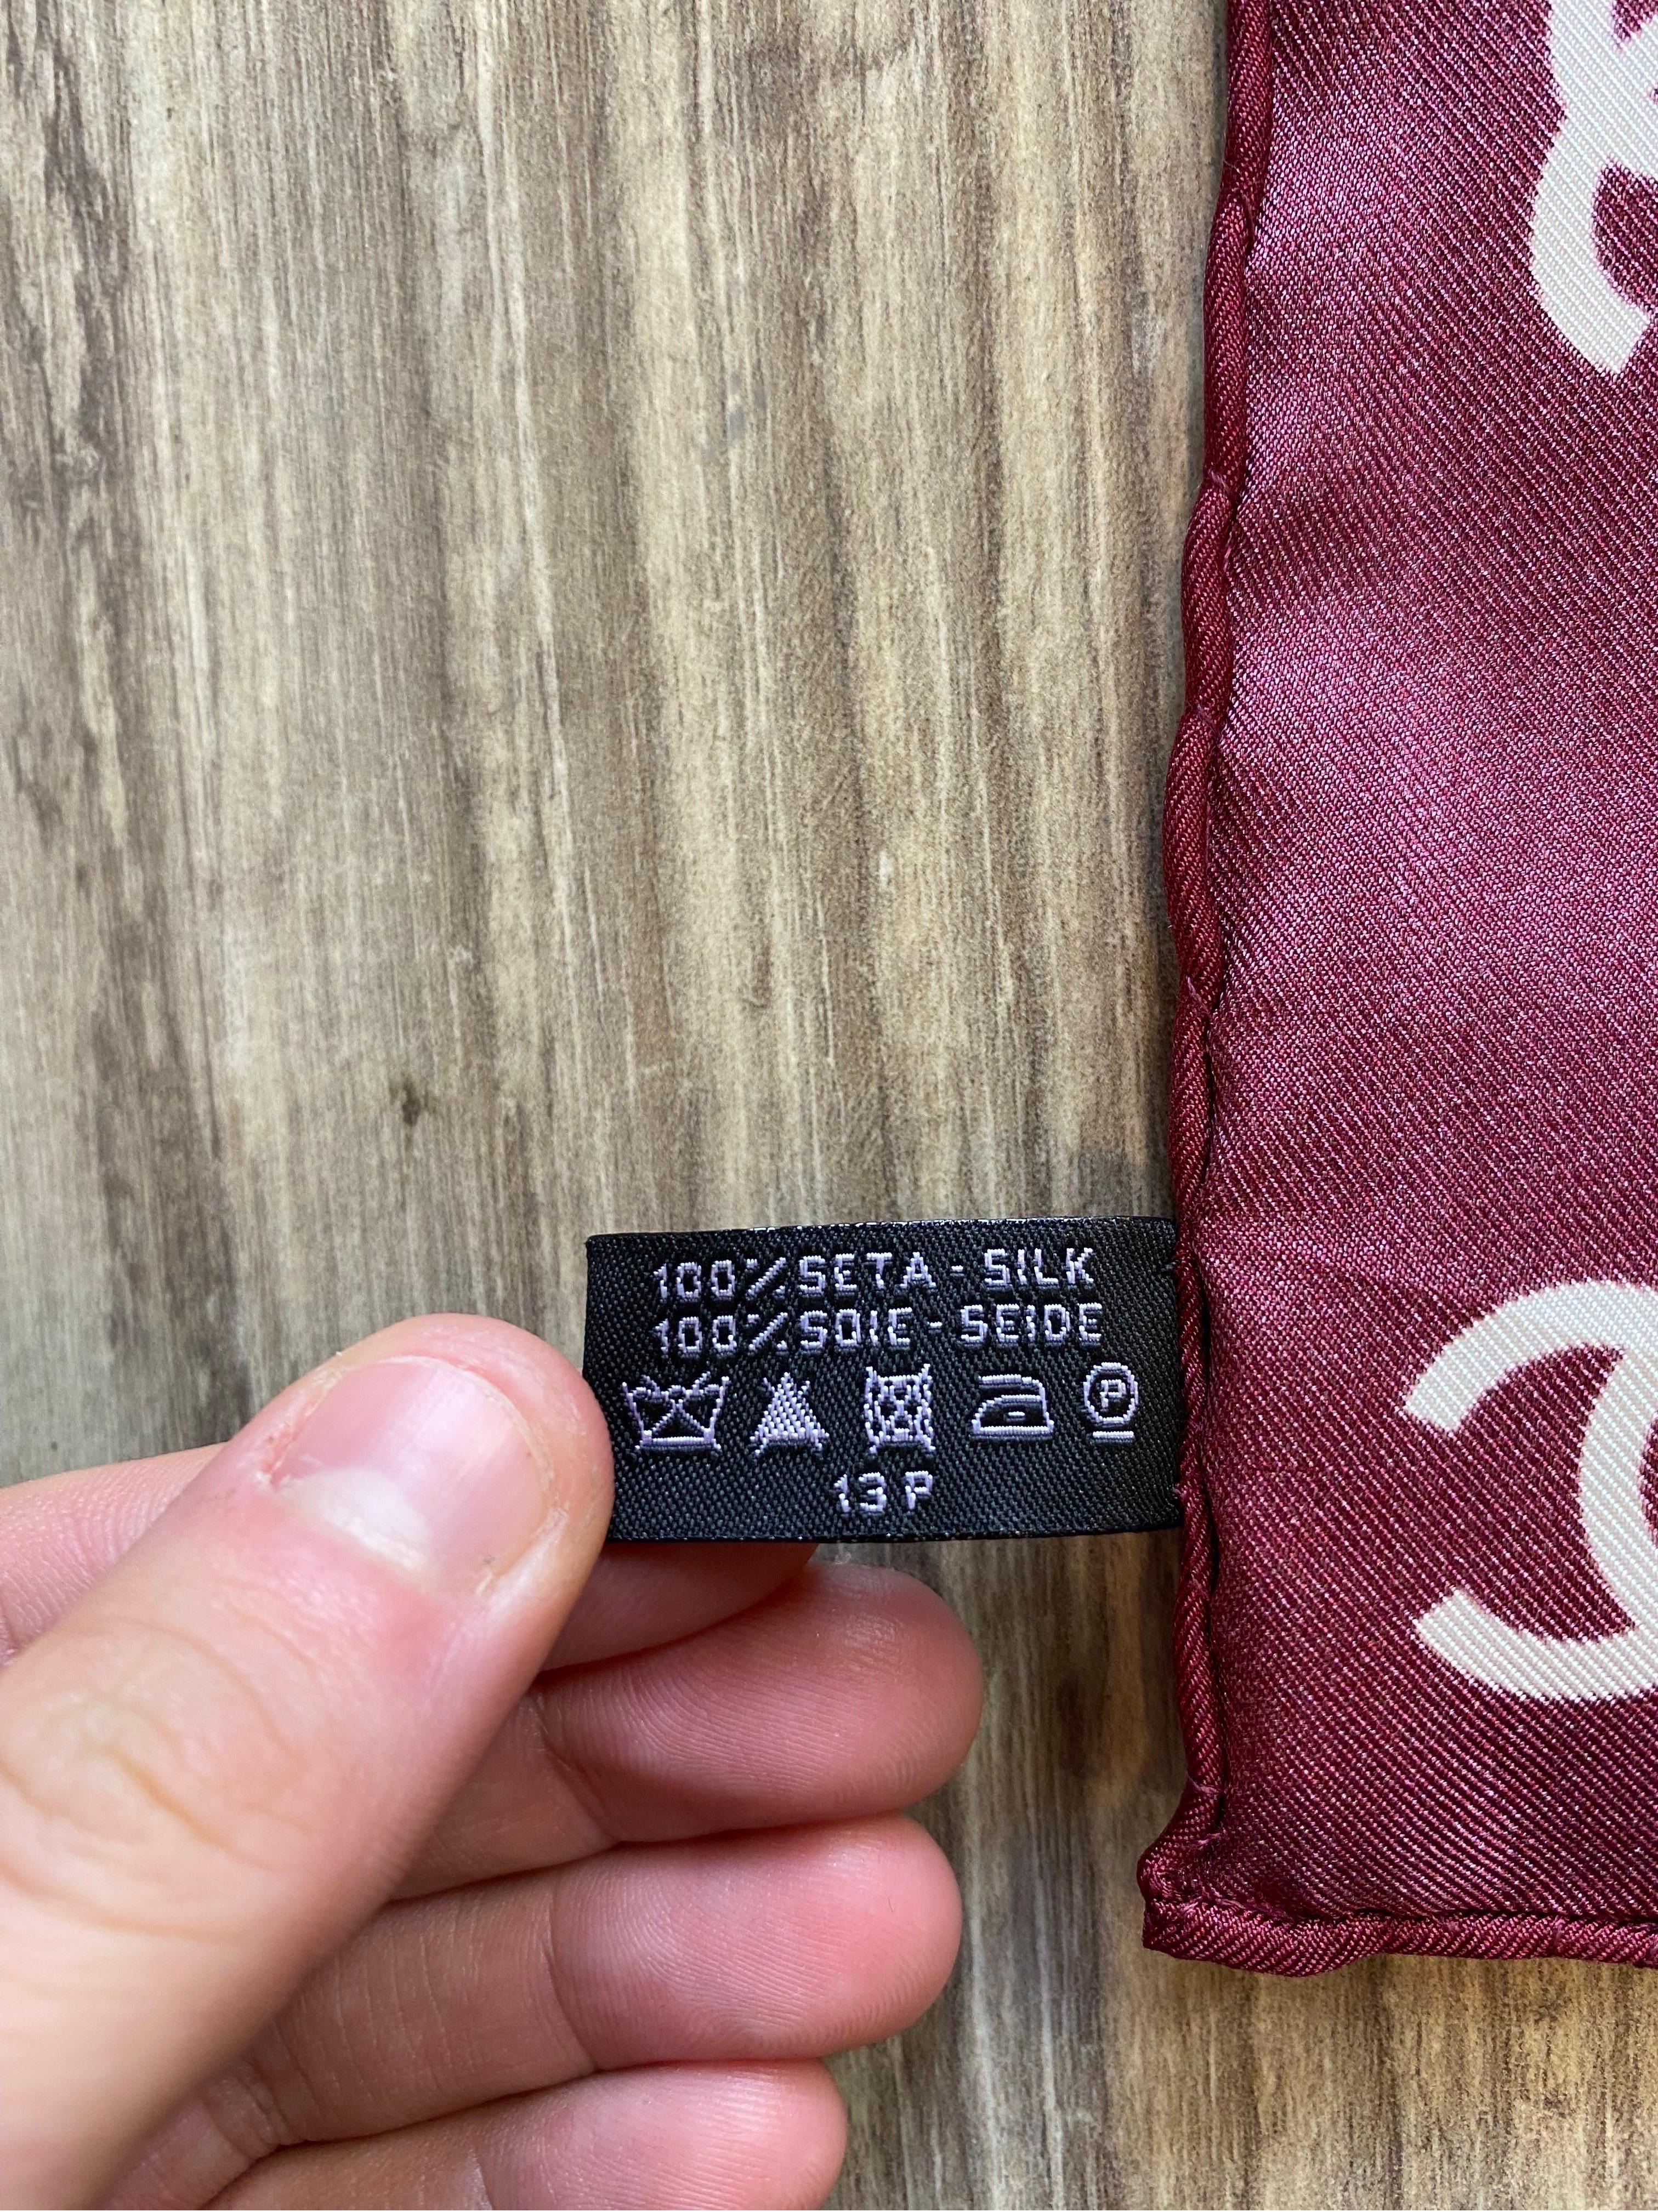 100% SETA - SILK
100% SOIE - SEIDE
P
13 P